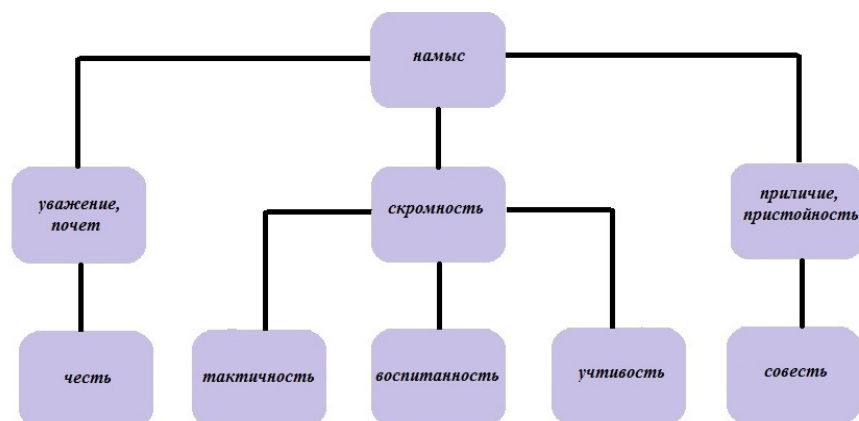 намыс
уважение,
почет
скромность
приличие,
пристойность
честь
тактичность
воспитанность
учтивость
совесть